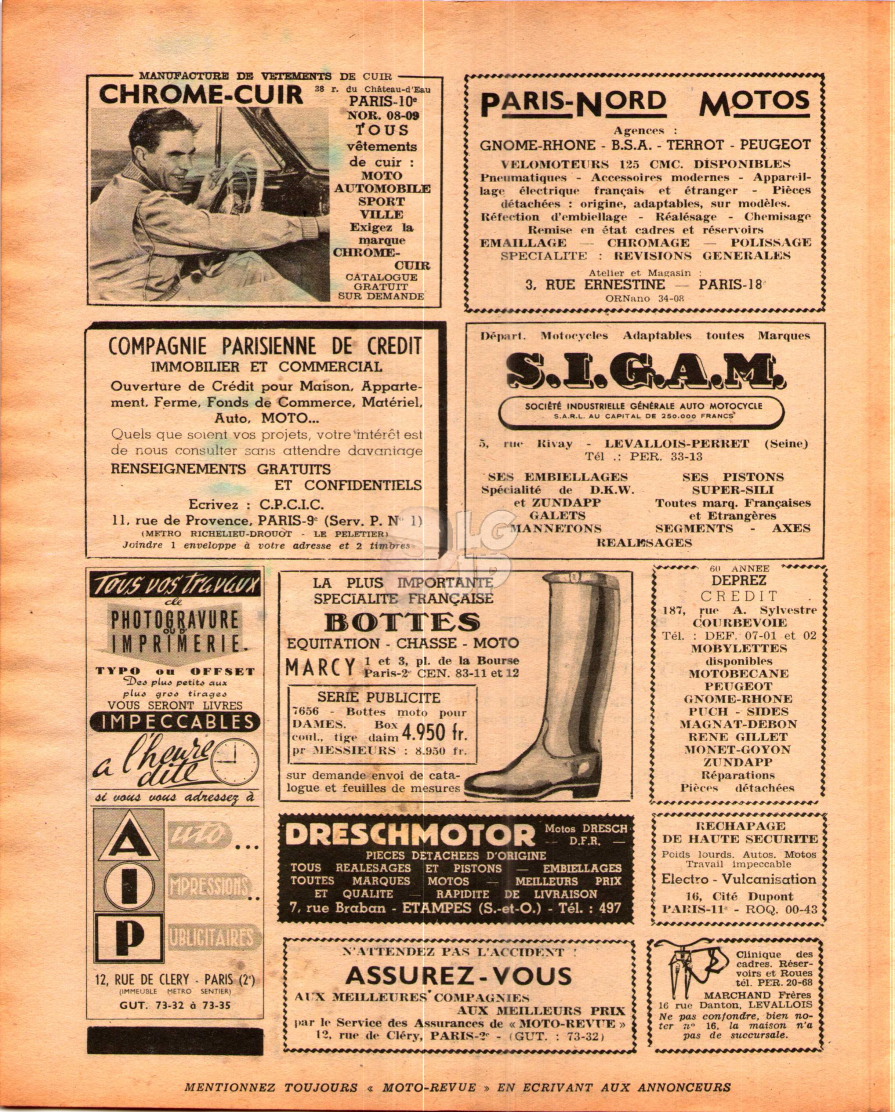 MANUFACTURE DE VETEMENTS DE CUIR
CHROME-CUIR
38 r. du Château-d'Eau
PARIS-10e
NOR. 08-09
TOUS
vêtements
de cuir :
MOTO
AUTOMOBILE
SPORT
VILLE
Exigez la
marque
CHROME-
CUIR
CATALOGUE
GRATUIT
SUR DEMANDE
PARIS-NORD MOTOS
Agences :
GNOME-RHONE - B.S.A. - TERROT - PEUGEOT
VELOMOTEURS 125 CMC. DISPONIBLES
Pneumatiques - Accessoires modernes - Appareil-
lage électrique français et étranger - Pièces
détachées : origine, adaptables, sur modèles.
Réfection d'embiellage - Réalésage - Chemisage
Remise en état cadres et réservoirs
EMAILLAGE — CHROMAGE — POLISSAGE
SPECIALITE : REVISIONS GENERALES
Atelier et Magasin :
3, RUE ERNESTINE — PARIS-18e
ORNano 34-08
COMPAGNIE PARISIENNE DE CREDIT
IMMOBILIER ET COMMERCIAL
Ouverture de Crédit pour Maison, Apparte-
ment, Ferme, Fonds de Commerce, Matériel,
Auto, MOTO...
Quels que soient vos projets, votre intérêt est
de nous consulter sans attendre davantage
RENSEIGNEMENTS GRATUITS
ET CONFIDENTIELS
Ecrivez : C.P.C.I.C.
11, rue de Provence, PARIS-9e (Serv. P. N° 1)
(METRO RICHELIEU-DROUOT - LE PELETIER)
Joindre 1 enveloppe à votre adresse et 2 timbres
Départ. Motocycles Adaptables toutes Marques
S.I.G.A.M.
SOCIÉTÉ INDUSTRIELLE GÉNÉRALE AUTO MOTOCYCLE
S.A.R.L. AU CAPITAL DE 250.000 FRANCS
5, rue Rivay - LEVALLOIS-PERRET (Seine)
Tél .: PER. 33-13
SES EMBIELLAGES
Spécialité de D.K.W.
et ZUNDAPP
GALETS
MANNETONS
SES PISTONS
SUPER-SILI
Toutes marq. Françaises
et Etrangères
SEGMENTS - AXES
REALESAGES
LG
Tous vos travaux
de
PHOTOGRAVURE
OU D'
IMPRIMERIE.
TYPO ou OFFSET
Des plus petits aux
plus gros tirages
VOUS SERONT LIVRES
IMPECCABLES
à l'heure
dite
si vous vous adressez à
AUTO...
IMPRESSIONS..
PUBLICITAIRES
12, RUE DE CLERY - PARIS (2e)
(IMMEUBLE METRO SENTIER)
GUT. 73-32 à 73-35
LA PLUS IMPORTANTE
SPECIALITE FRANÇAISE
BOTTES
EQUITATION - CHASSE - MOTO
MARCY 1 et 3, pl. de la Bourse
Paris-2e CEN. 83-11 et 12
SERIE PUBLICITE
7656 - Bottes moto pour
DAMES. Box
coul., tige daim 4.950 fr.
pr MESSIEURS : 8.950 fr.
sur demande envoi de cata-
logue et feuilles de mesures
60 ANNEE
DEPREZ
CREDIT
187, rue A. Sylvestre
COURBEVOIE
Tél. : DEF. 07-01 et 02
MOBYLETTES
disponibles
MOTOBECANE
PEUGEOT
GNOME-RHONE
PUCH - SIDES
MAGNAT-DEBON
RENE GILLET
MONET-GOYON
ZUNDAPP
Réparations
Pièces détachées
DRESCHMOTOR Motos DRESCH
— D.F.R. —
PIECES DETACHEES D'ORIGINE
TOUS REALESAGES ET PISTONS — EMBIELLAGES
TOUTES MARQUES MOTOS — MEILLEURS PRIX
ET QUALITE — RAPIDITE DE LIVRAISON
7, rue Braban - ETAMPES (S.-et-O.) - Tél. : 497
RECHAPAGE
DE HAUTE SECURITE
Poids lourds. Autos. Motos
Travail impeccable
Electro - Vulcanisation
16, Cité Dupont
PARIS-11e - ROQ. 00-43
N'ATTENDEZ PAS L'ACCIDENT !
ASSUREZ-VOUS
AUX MEILLEURES COMPAGNIES
AUX MEILLEURS PRIX
par le Service des Assurances de « MOTO-REVUE »
12, rue de Cléry, PARIS-2e - (GUT. : 73-32)
Clinique des
cadres. Réser-
voirs et Roues
tél. PER. 20-68
MARCHAND Frères
16 rue Danton, LEVALLOIS
Ne pas confondre, bien no-
ter n° 16, la maison n'a
pas de succursale.
MENTIONNEZ TOUJOURS « MOTO-REVUE » EN ECRIVANT AUX ANNONCEURS